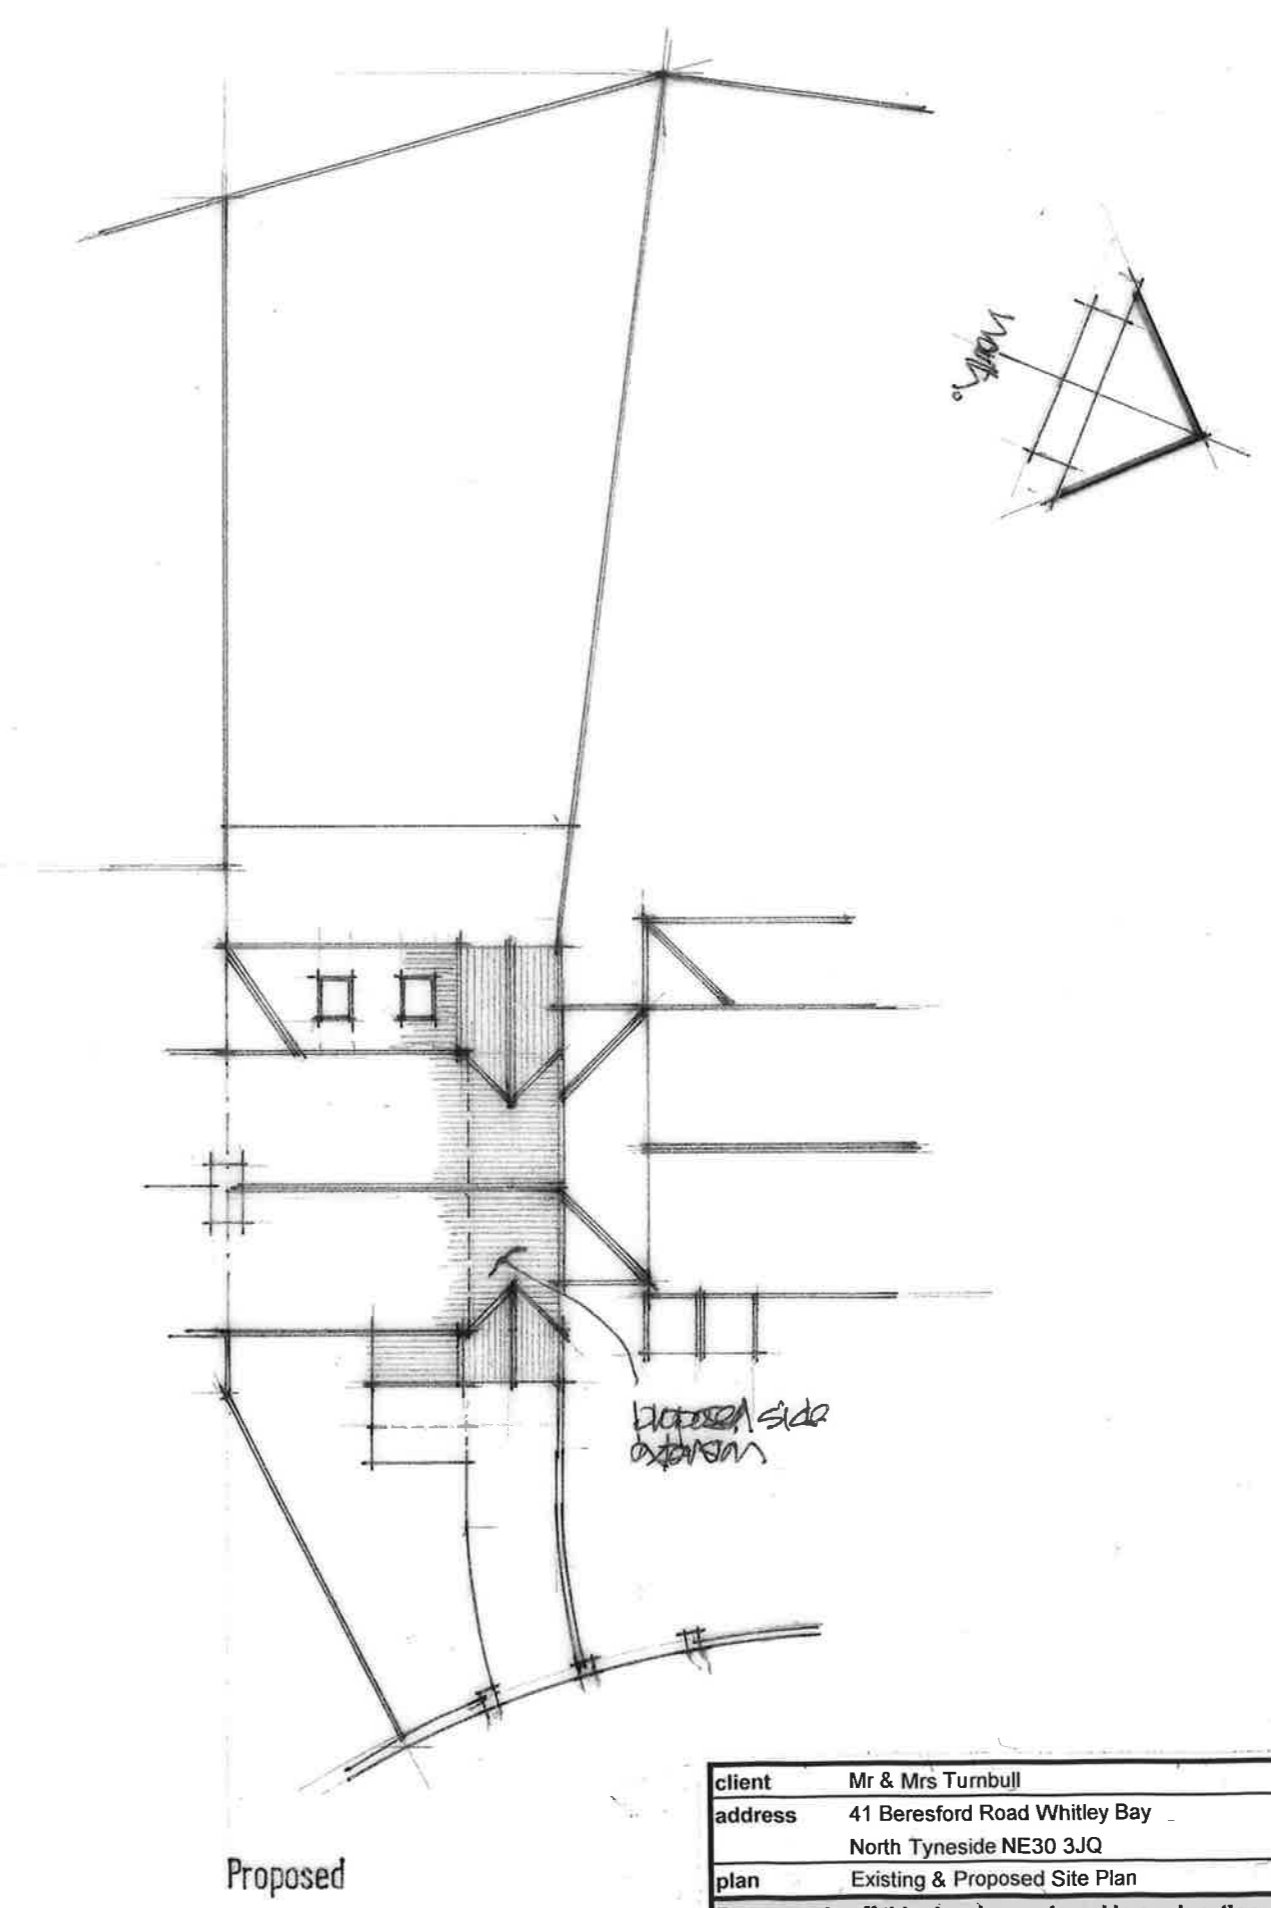 North.
proposed side
extension
client Mr & Mrs Turnbull
address 41 Beresford Road Whitley Bay
North Tyneside NE30 3JQ
plan Existing & Proposed Site Plan
Proposed